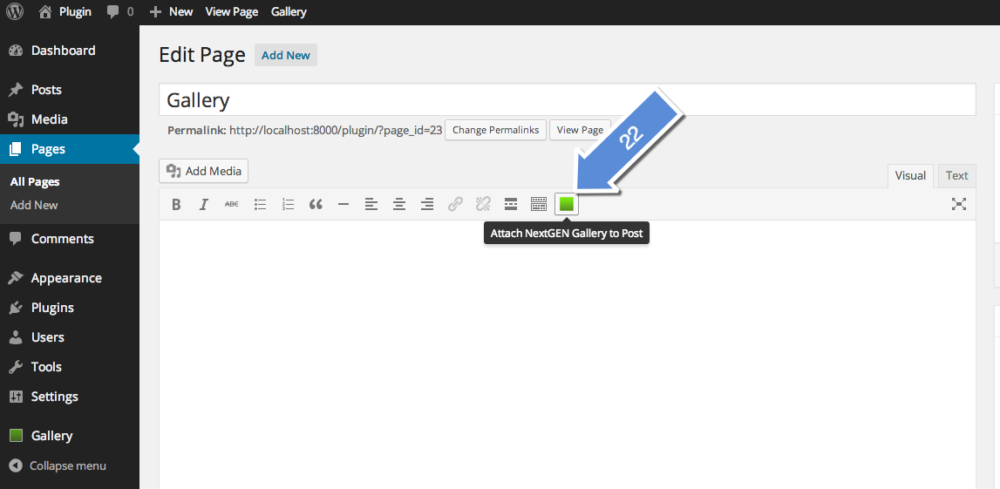 Plugin 0 New View Page Gallery
Dashboard
Posts
Media
Pages
All Pages
Add New
Comments
Appearance
Plugins
Users
Tools
Settings
Gallery
Collapse menu
Edit Page Add New
Gallery
Permalink: http://localhost:8000/plugin/?page_id=23 Change Permalinks View Page
22
Add Media
Visual Text
B I ABC
Attach NextGEN Gallery to Post